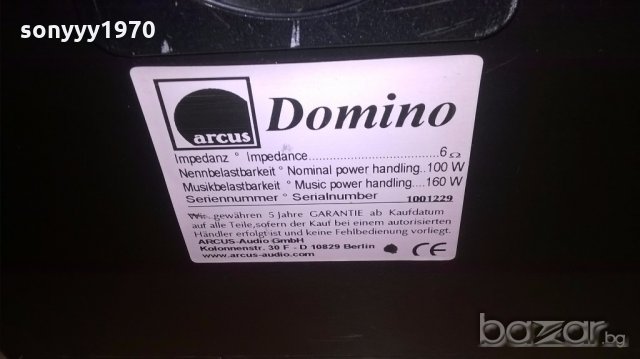 sonyyy1970
arcus
Domino
Impedanz ° Impedance........................................6Ω
Nennbelastbarkeit ° Nominal power handling..100 W
Musikbelastbarkeit ° Music power handling....160 W
Seriennummer ° Serialnumber 1001229
Wir gewähren 5 Jahre GARANTIE ab Kaufdatum
auf alle Teile,sofern der Kauf bei einem autorisierten
Händler erfolgt ist und keine Fehlbedienung vorliegt.
ARCUS-Audio GmbH
Kolonnenstr. 30 F - D 10829 Berlin
www.arcus-audio.com
CE
bazar.bg